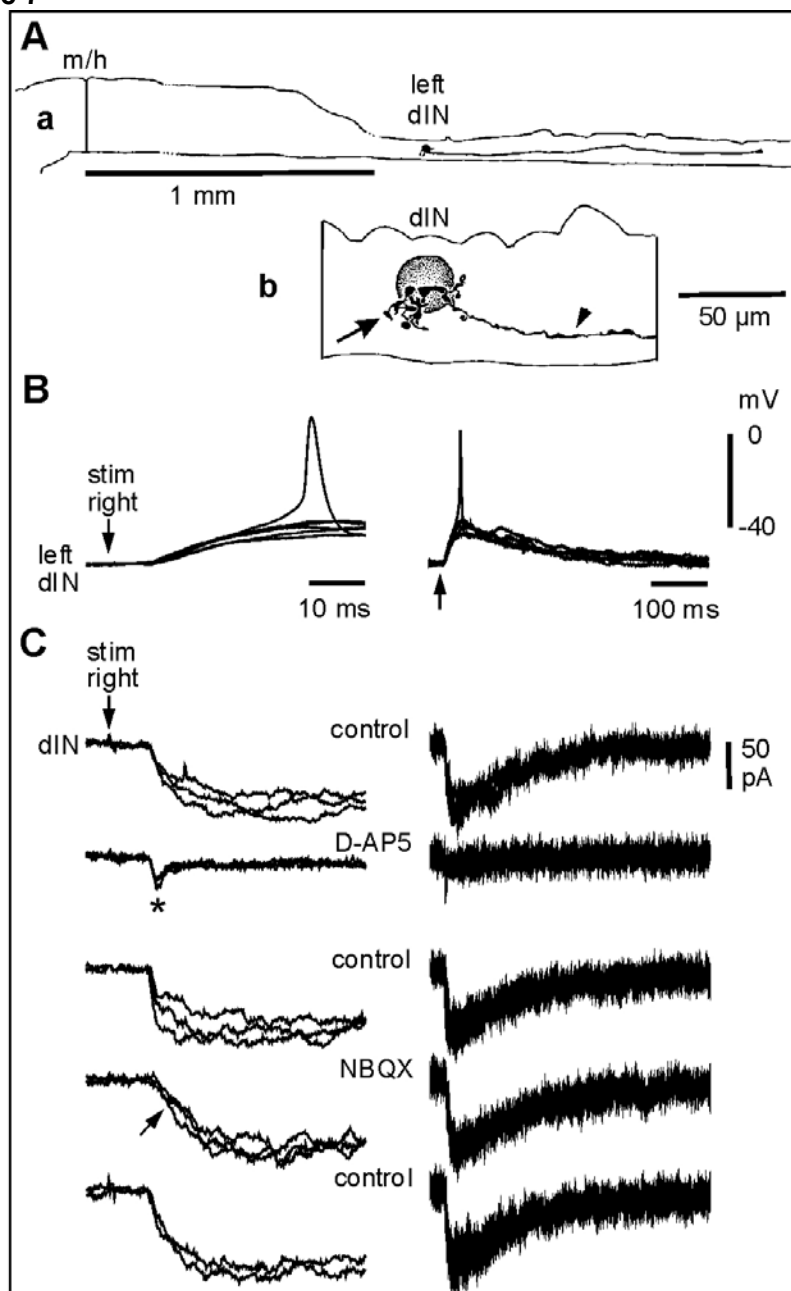 A
m/h
left
dIN
a
1 mm
dIN
b
50 µm
B
mV
0
-40
stim
right
left
dIN
10 ms
100 ms
C
stim
right
dIN
control
50
pA
D-AP5
*
control
NBQX
control